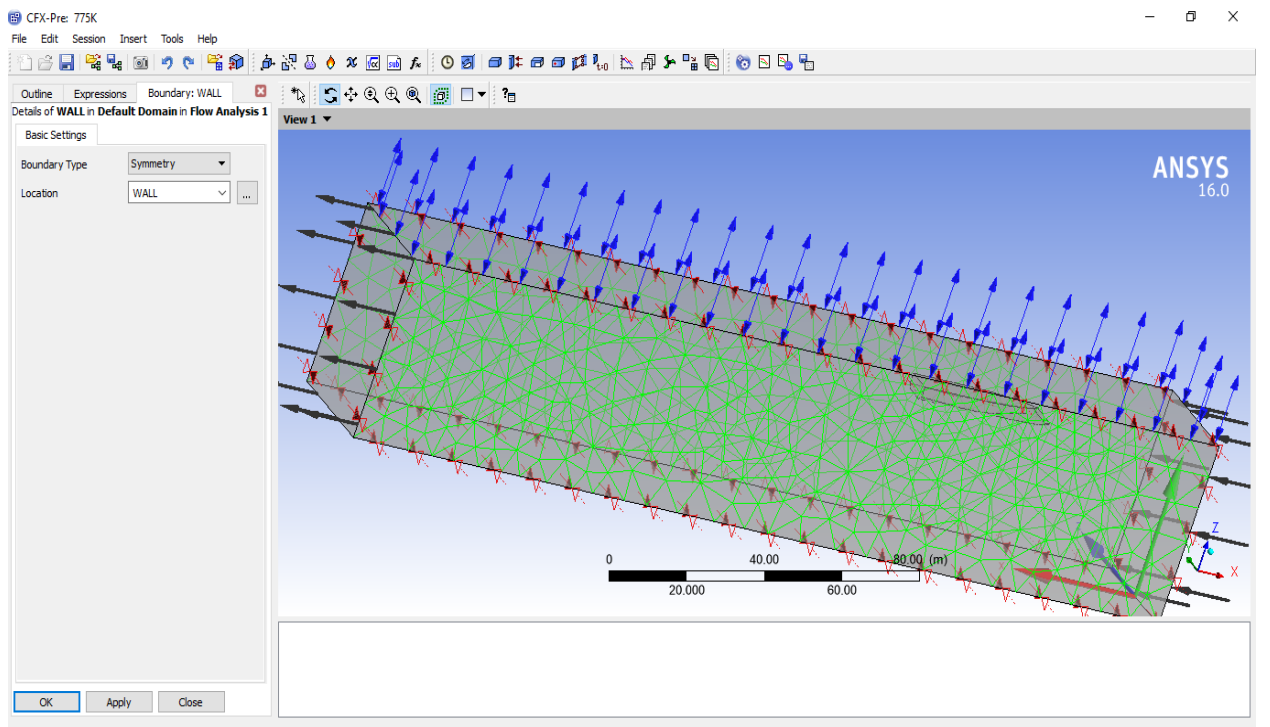 CFX-Pre: 775K
File Edit Session Insert Tools Help
Outline Expressions Boundary: WALL
Details of WALL in Default Domain in Flow Analysis 1
Basic Settings
Boundary Type Symmetry
Location WALL ...
OK Apply Close
View 1
ANSYS
16.0
0 40.00 80.00 (m)
20.000 60.00
Z
X